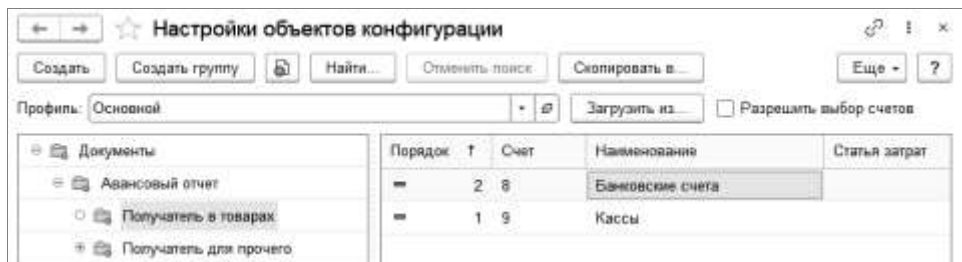 Настройки объектов конфигурации
Создать Создать группу Найти... Отменить поиск Скопировать в... Еще ?
Профиль: Основной Загрузить из... Разрешить выбор счетов
Документы
Авансовый отчет
Получатель в товарах
Получатель для прочего
Порядок ↑ Счет Наименование Статья затрат
2 8 Банковские счета
1 9 Кассы